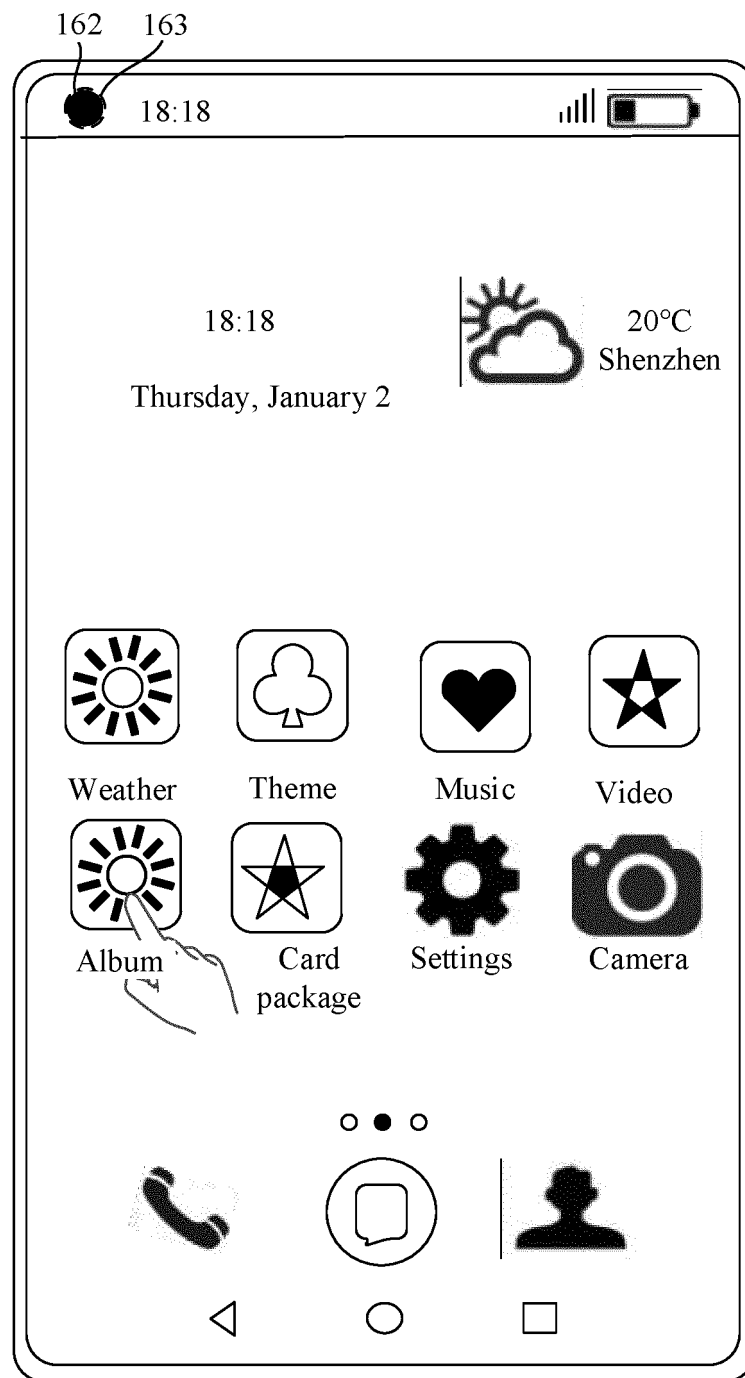 162 163
18:18
18:18
20°C
Shenzhen
Thursday, January 2
Weather Theme Music Video
Album Card package Settings Camera